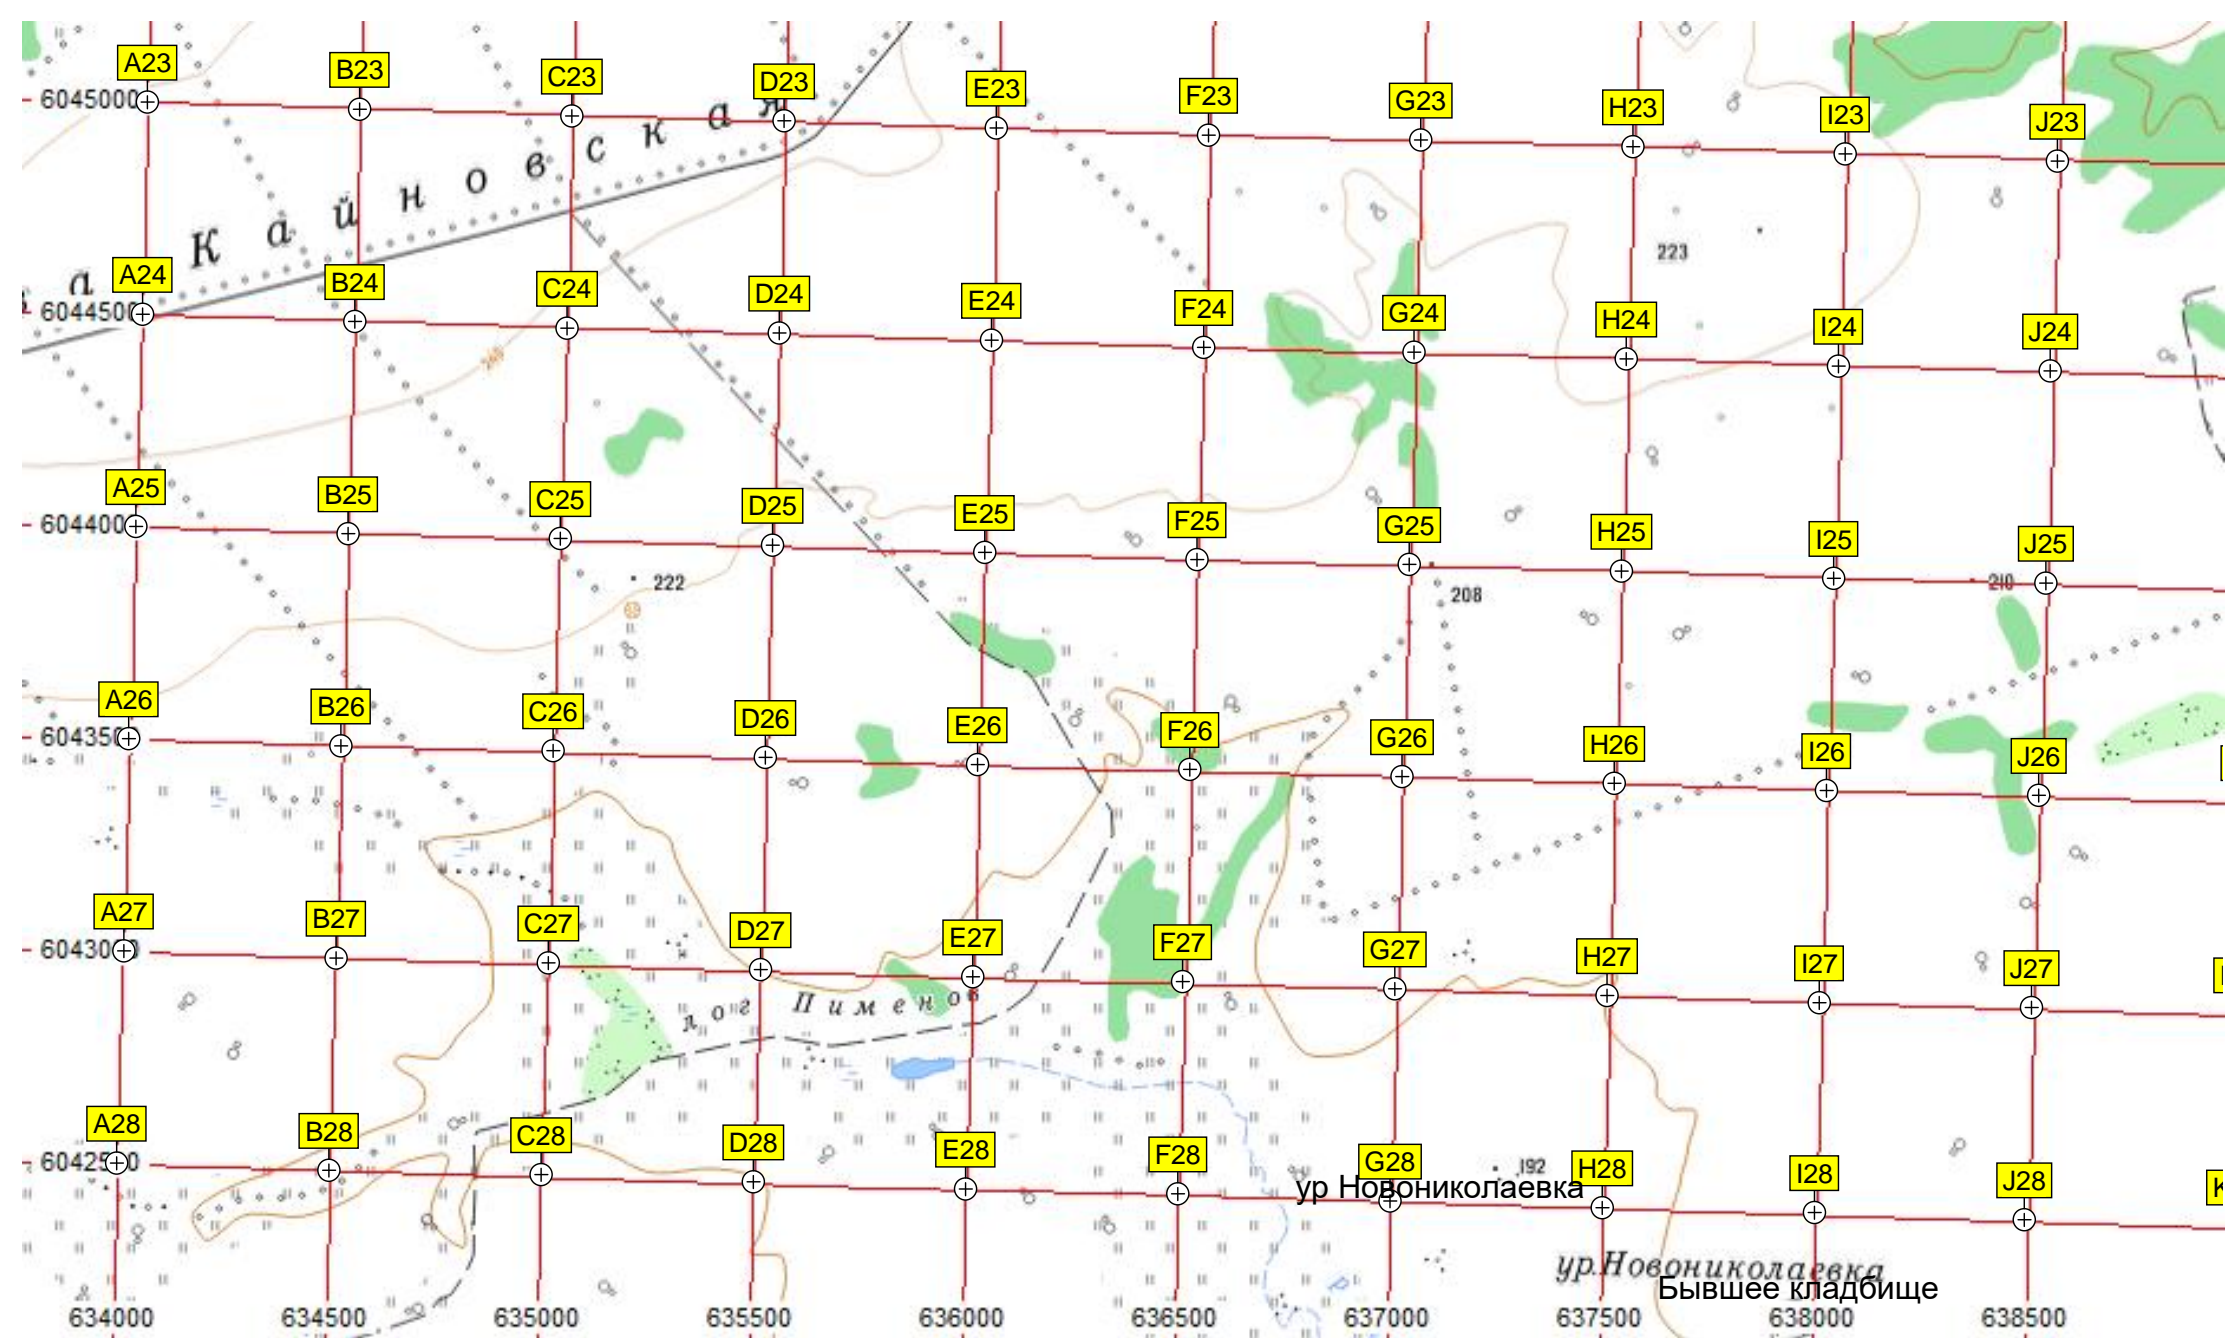 A23 B23 C23 D23 E23 F23 G23 H23 I23 J23
6045000
Кайновская
223
A24 B24 C24 D24 E24 F24 G24 H24 I24 J24
604450
A25 B25 C25 D25 E25 F25 G25 H25 I25 J25
604400
222
208
210
A26 B26 C26 D26 E26 F26 G26 H26 I26 J26
604350
A27 B27 C27 D27 E27 F27 G27 H27 I27 J27
60430
лог Пименов
A28 B28 C28 D28 E28 F28 G28 H28 I28 J28
192
ур Новониколаевка
ур.Новониколаевка
Бывшее кладбище
634000 634500 635000 635500 636000 636500 637000 637500 638000 638500